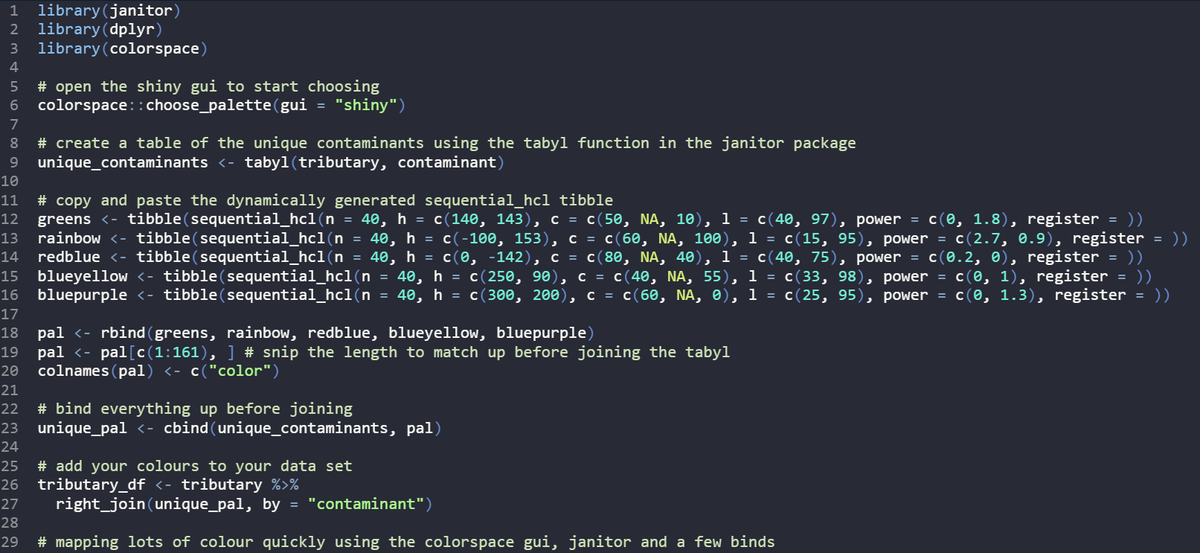 1 library(janitor)
2 library(dplyr)
3 library(colorspace)
4
5 # open the shiny gui to start choosing
6 colorspace::choose_palette(gui = "shiny")
7
8 # create a table of the unique contaminants using the tabyl function in the janitor package
9 unique_contaminants <- tabyl(tributary, contaminant)
10
11 # copy and paste the dynamically generated sequential_hcl tibble
12 greens <- tibble(sequential_hcl(n = 40, h = c(140, 143), c = c(50, NA, 10), l = c(40, 97), power = c(0, 1.8), register = ))
13 rainbow <- tibble(sequential_hcl(n = 40, h = c(-100, 153), c = c(60, NA, 100), l = c(15, 95), power = c(2.7, 0.9), register = ))
14 redblue <- tibble(sequential_hcl(n = 40, h = c(0, -142), c = c(80, NA, 40), l = c(40, 75), power = c(0.2, 0), register = ))
15 blueyellow <- tibble(sequential_hcl(n = 40, h = c(250, 90), c = c(40, NA, 55), l = c(33, 98), power = c(0, 1), register = ))
16 bluepurple <- tibble(sequential_hcl(n = 40, h = c(300, 200), c = c(60, NA, 0), l = c(25, 95), power = c(0, 1.3), register = ))
17
18 pal <- rbind(greens, rainbow, redblue, blueyellow, bluepurple)
19 pal <- pal[c(1:161), ] # snip the length to match up before joining the tabyl
20 colnames(pal) <- c("color")
21
22 # bind everything up before joining
23 unique_pal <- cbind(unique_contaminants, pal)
24
25 # add your colours to your data set
26 tributary_df <- tributary %>%
27   right_join(unique_pal, by = "contaminant")
28
29 # mapping lots of colour quickly using the colorspace gui, janitor and a few binds